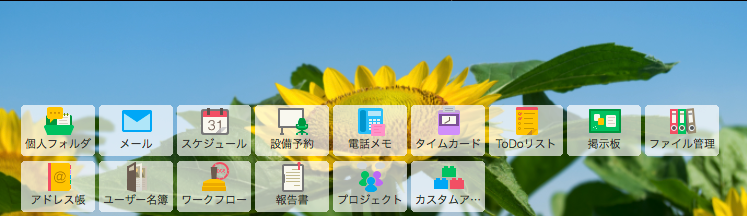 31
個人フォルダ
メール
スケジュール
設備予約
電話メモ
タイムカード
ToDoリスト
掲示板
ファイル管理
@
アドレス帳
ユーザー名簿
ワークフロー
報告書
プロジェクト
カスタムア…